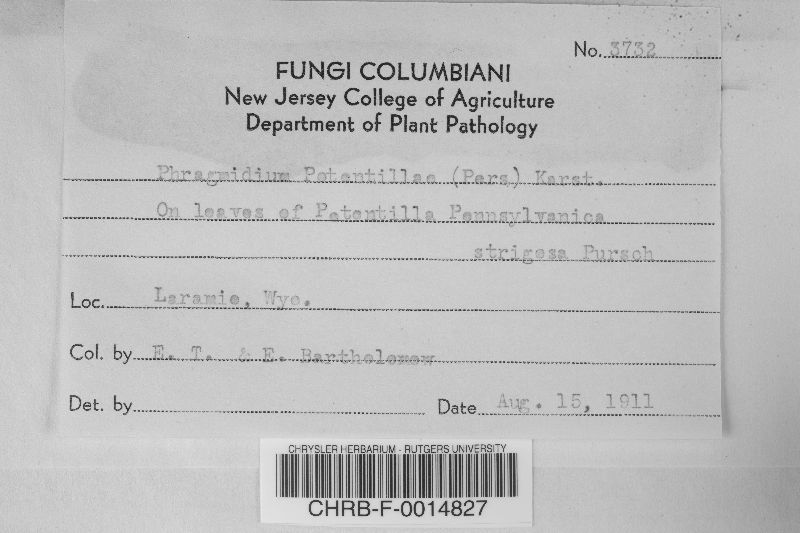 No. 3732
FUNGI COLUMBIANI
New Jersey College of Agriculture
Department of Plant Pathology
Phragmidium Potentillae (Pers) Karst.
On leaves of Potentilla Pennsylvanica
strigosa Pursch
Loc. Laramie, Wyo.
Col. by E. T. & E. Bartholomew
Det. by
Date Aug. 15, 1911
CHRYSLER HERBARIUM - RUTGERS UNIVERSITY
CHRB-F-0014827